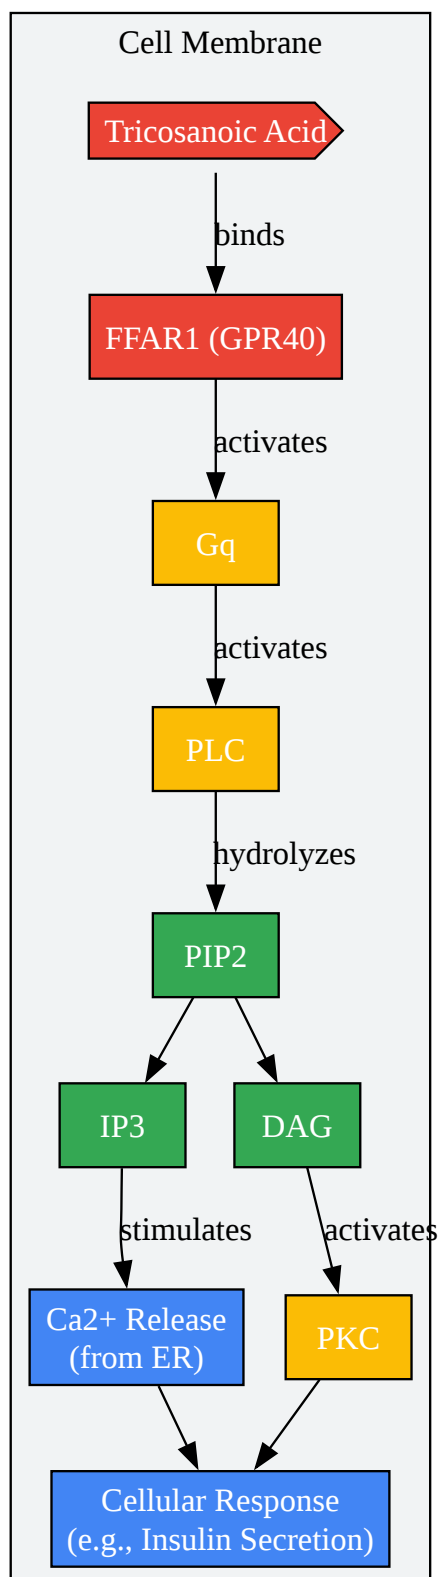 Cell Membrane
Tricosanoic Acid
binds
FFAR1 (GPR40)
activates
Gq
activates
PLC
hydrolyzes
PIP2
IP3
DAG
stimulates
activates
Ca2+ Release
(from ER)
PKC
Cellular Response
(e.g., Insulin Secretion)